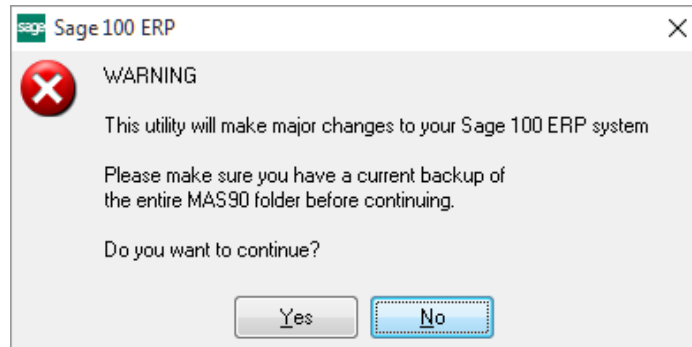 sage Sage 100 ERP
WARNING
This utility will make major changes to your Sage 100 ERP system
Please make sure you have a current backup of
the entire MAS90 folder before continuing.
Do you want to continue?
Yes No